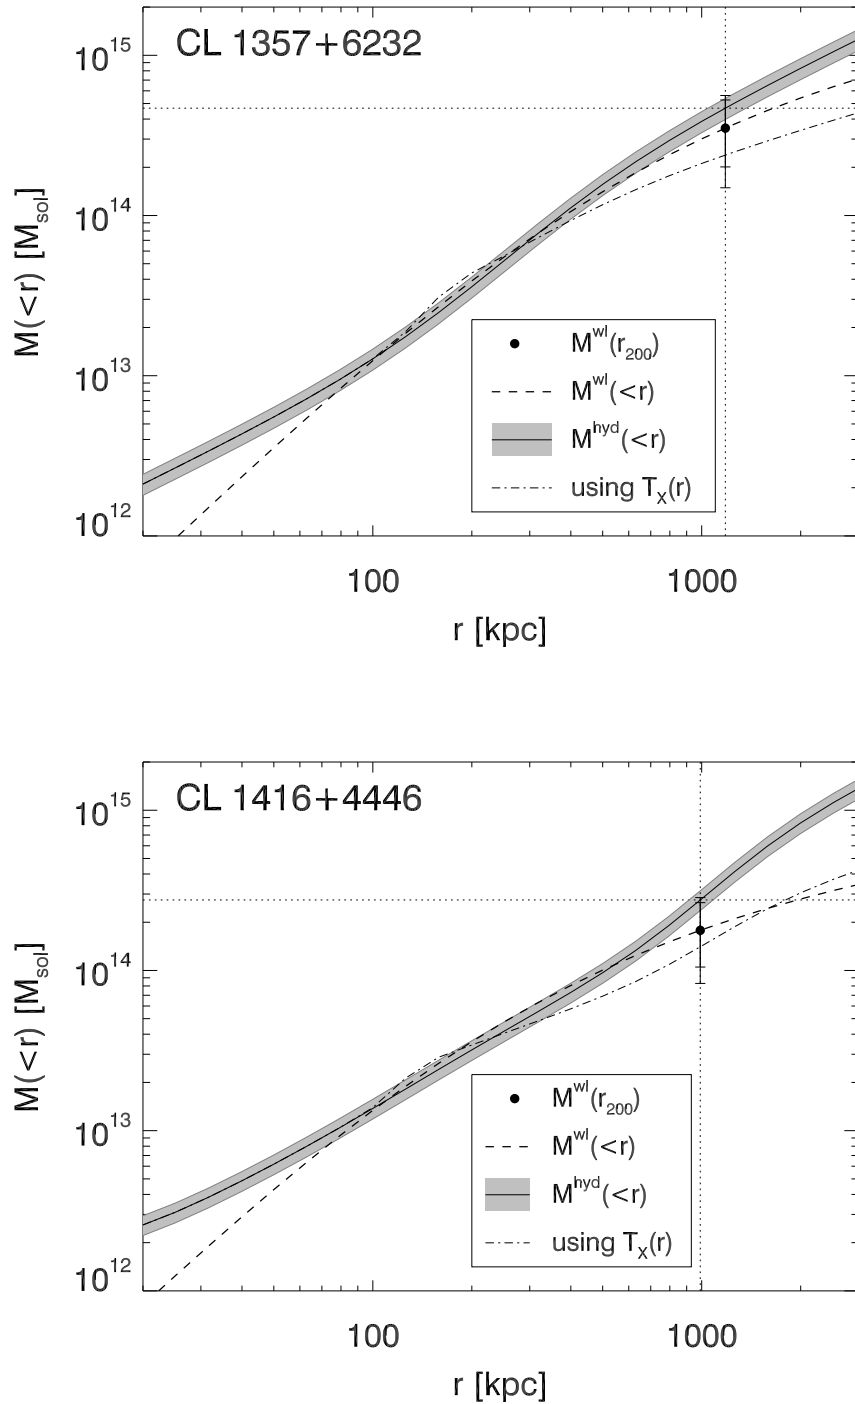 CL 1357+6232
10^15
10^14
10^13
10^12
M(<r) [M_sol]
M^wl(r_200)
M^wl(<r)
M^hyd(<r)
using T_X(r)
100 1000
r [kpc]
CL 1416+4446
10^15
10^14
10^13
10^12
M(<r) [M_sol]
M^wl(r_200)
M^wl(<r)
M^hyd(<r)
using T_X(r)
100 1000
r [kpc]